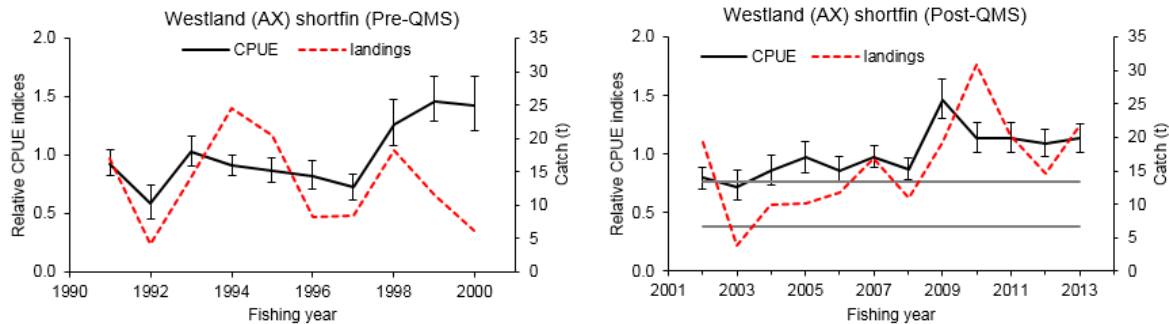 Westland (AX) shortfin (Pre-QMS)
CPUE landings
2.0
1.5
1.0
0.5
0.0
Relative CPUE indices
35
30
25
20
15
10
5
0
Catch (t)
1990 1992 1994 1996 1998 2000
Fishing year
Westland (AX) shortfin (Post-QMS)
CPUE landings
2.0
1.5
1.0
0.5
0.0
Relative CPUE indices
35
30
25
20
15
10
5
0
Catch (t)
2001 2003 2005 2007 2009 2011 2013
Fishing year